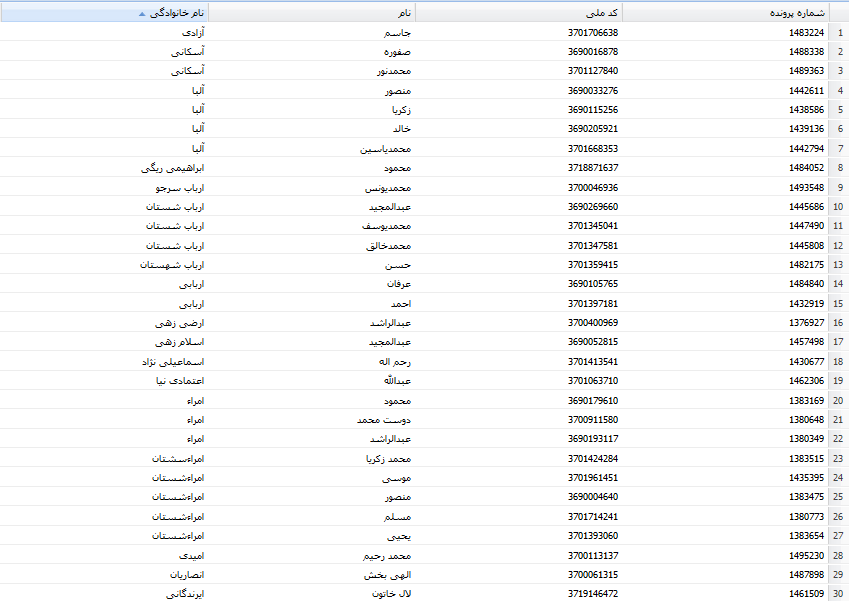 شماره پرونده کد ملی نام نام خانوادگی
1 1483224 3701706638 جاسم آزادی
2 1488338 3690016878 صفوره آسکانی
3 1489363 3701127840 محمدنور آسکانی
4 1442611 3690033276 منصور آلبا
5 1438586 3690115256 زکریا آلبا
6 1439136 3690205921 خالد آلبا
7 1442794 3701668353 محمدیاسین آلبا
8 1484052 3718871637 محمود ابراهیمی ریگی
9 1493548 3700046936 محمدیونس ارباب سرجو
10 1445686 3690269660 عبدالمجید ارباب شستان
11 1447490 3701345041 محمدیوسف ارباب شستان
12 1445808 3701347581 محمدخالق ارباب شستان
13 1482175 3701359415 حسن ارباب شهستان
14 1484840 3690105765 عرفان اربابی
15 1432919 3701397181 احمد اربابی
16 1376927 3700400969 عبدالراشد ارضی زهی
17 1457498 3690052815 عبدالمجید اسلام زهی
18 1430677 3701413541 رحم اله اسماعیلی نژاد
19 1462306 3701063710 عبدالله اعتمادی نیا
20 1383169 3690179610 محمود امراء
21 1380648 3700911580 دوست محمد امراء
22 1380349 3690193117 عبدالراشد امراء
23 1383515 3701424284 محمد زکریا امراءسشتان
24 1435395 3701961451 موسی امراءشستان
25 1383475 3690004640 منصور امراءشستان
26 1380773 3701714241 مسلم امراءشستان
27 1383654 3701393060 یحیی امراءشستان
28 1495230 3700113137 محمد رحیم امیدی
29 1487898 3700061315 الهی بخش انصاریان
30 1461509 3719146472 لال خاتون ایرندگانی